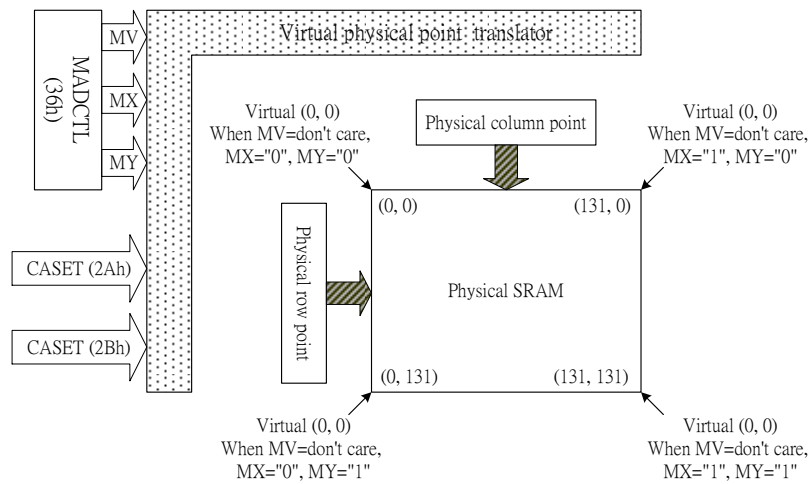 MV
Virtual physical point translator
MADCTL
(36h)
MX
MY
Virtual (0, 0)
When MV=don't care,
MX="0", MY="0"
Physical column point
Virtual (0, 0)
When MV=don't care,
MX="1", MY="0"
(0, 0)
(131, 0)
CASET (2Ah)
Physical row point
Physical SRAM
CASET (2Bh)
(0, 131)
(131, 131)
Virtual (0, 0)
When MV=don't care,
MX="0", MY="1"
Virtual (0, 0)
When MV=don't care,
MX="1", MY="1"